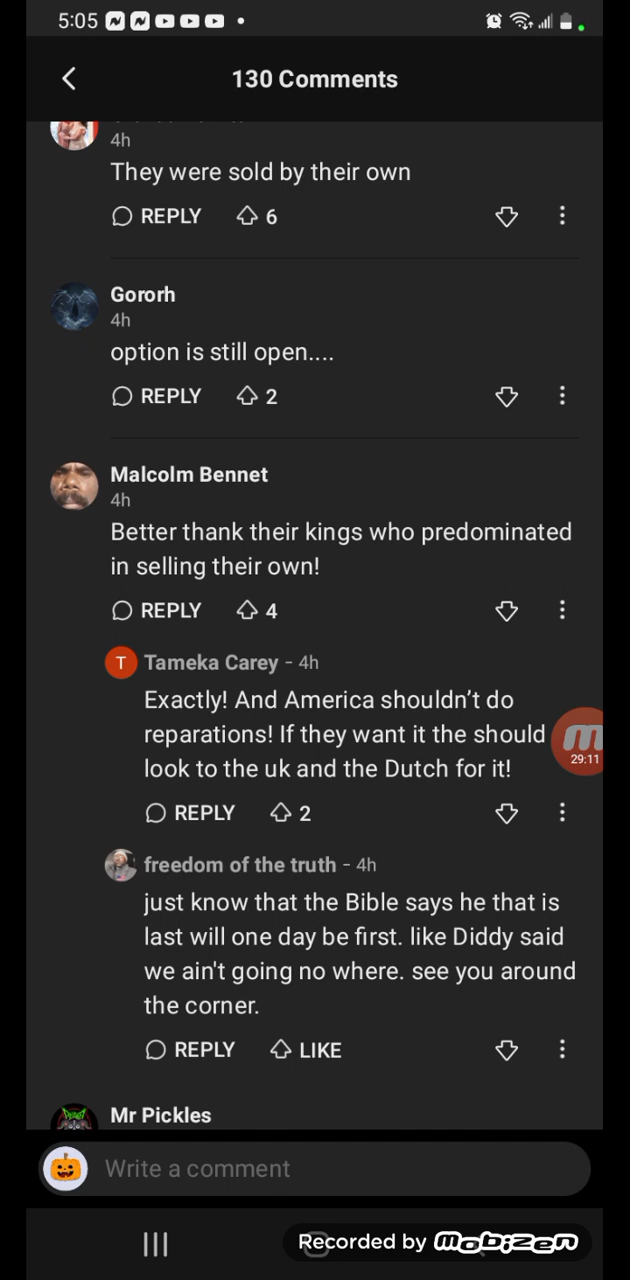 5:05
130 Comments
4h
They were sold by their own
REPLY 6
Gororh
4h
option is still open....
REPLY 2
Malcolm Bennet
4h
Better thank their kings who predominated
in selling their own!
REPLY 4
T Tameka Carey - 4h
Exactly! And America shouldn’t do
reparations! If they want it the should
look to the uk and the Dutch for it!
29:11
REPLY 2
freedom of the truth - 4h
just know that the Bible says he that is
last will one day be first. like Diddy said
we ain't going no where. see you around
the corner.
REPLY LIKE
Mr Pickles
Write a comment
Recorded by mobizen